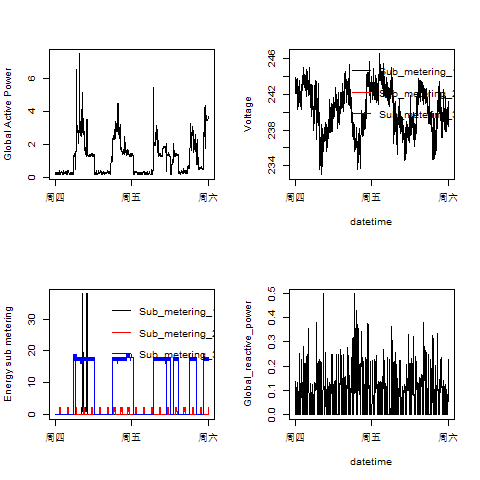 Global Active Power
0 2 4 6
周四 周五 周六
Voltage
234 238 242 246
Sub_metering_
Sub_metering_
Sub_metering_
周四 周五 周六
datetime
Energy sub metering
0 10 20 30
Sub_metering_
Sub_metering_2
Sub_metering_3
周四 周五 周六
Global_reactive_power
0.0 0.1 0.2 0.3 0.4 0.5
周四 周五 周六
datetime